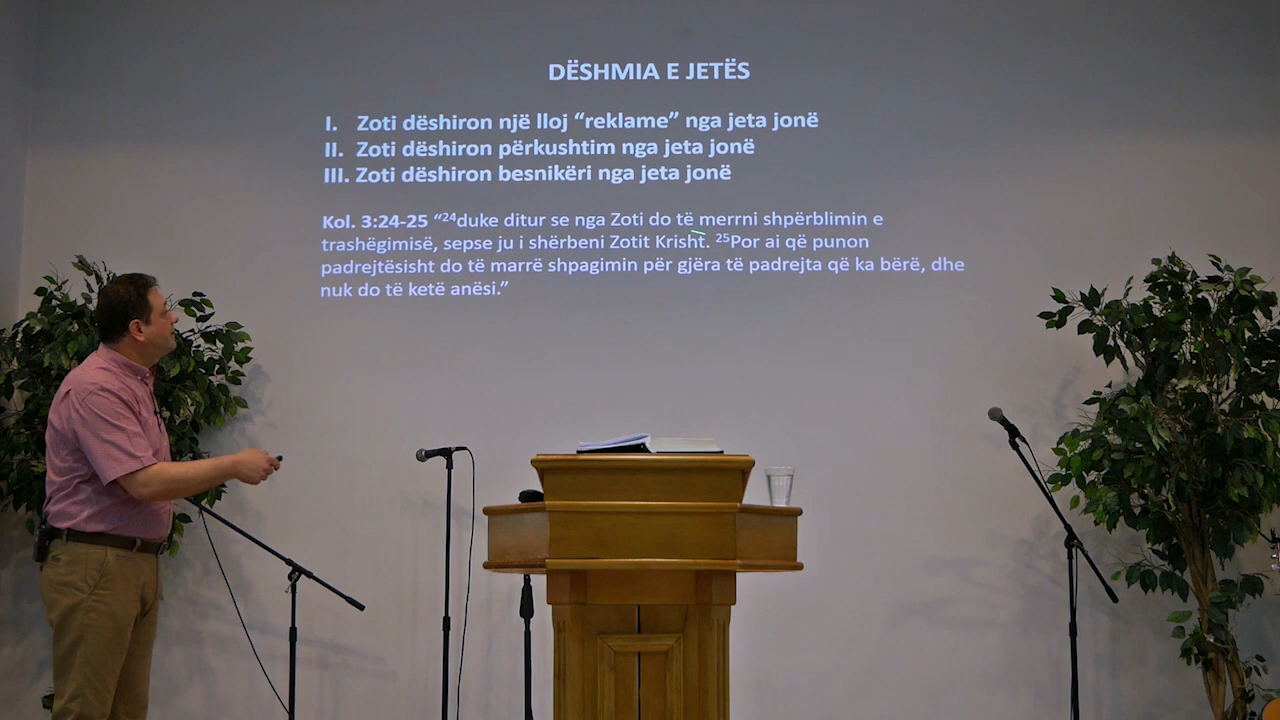 DËSHMIA E JETËS
I. Zoti dëshiron një lloj “reklame” nga jeta jonë
II. Zoti dëshiron përkushtim nga jeta jonë
III. Zoti dëshiron besnikëri nga jeta jonë
Kol. 3:24-25 “²⁴duke ditur se nga Zoti do të merrni shpërblimin e
trashëgimisë, sepse ju i shërbeni Zotit Krisht. ²⁵Por ai që punon
padrejtësisht do të marrë shpagimin për gjëra të padrejta që ka bërë, dhe
nuk do të ketë anësi.”